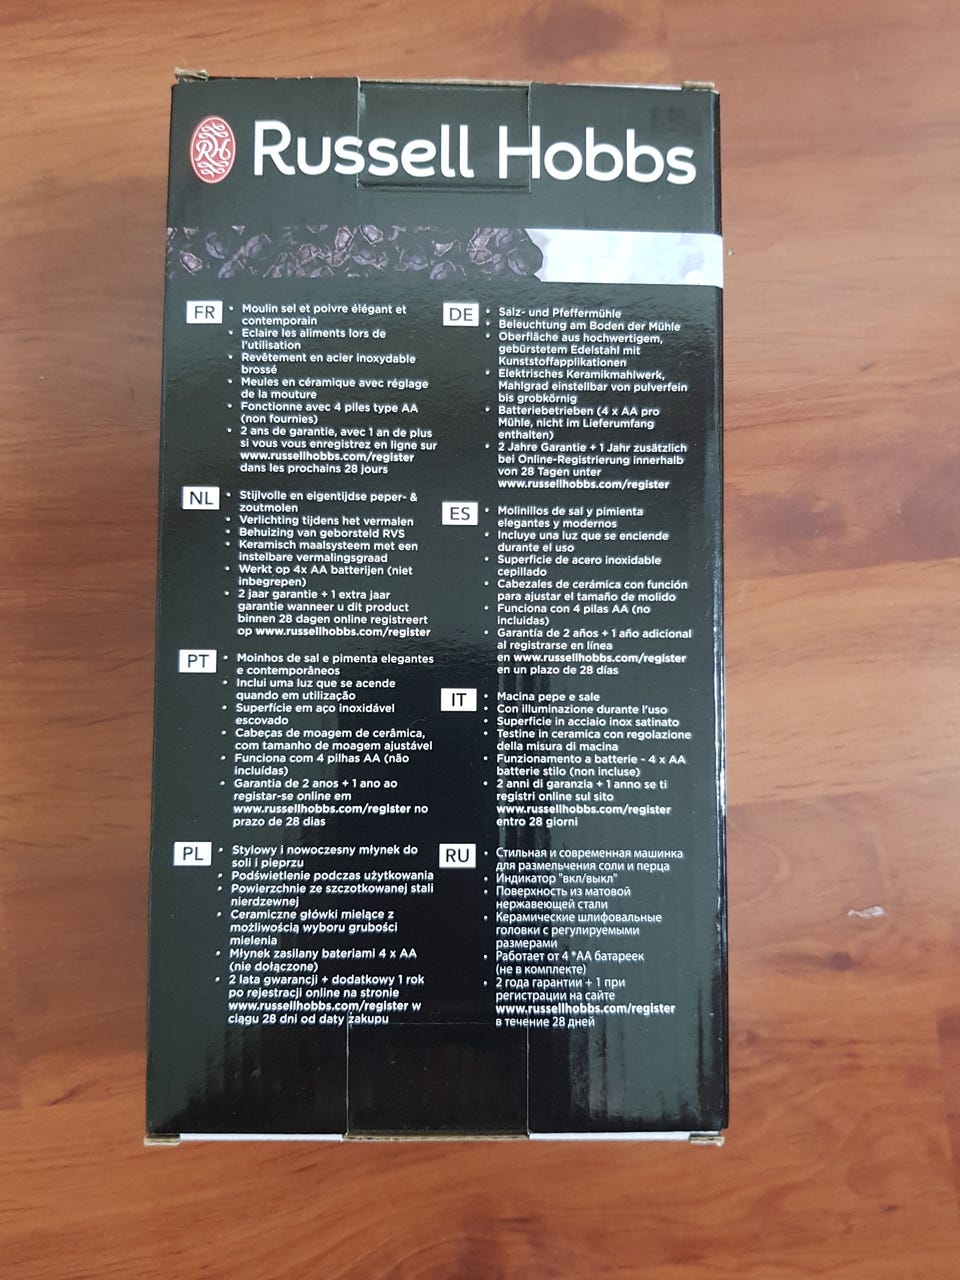 RH Russell Hobbs
FR
• Moulin sel et poivre élégant et
contemporain
• Eclaire les aliments lors de
l'utilisation
• Revêtement en acier inoxydable
brossé
• Meules en céramique avec réglage
de la mouture
• Fonctionne avec 4 piles type AA
(non fournies)
• 2 ans de garantie, avec 1 an de plus
si vous vous enregistrez en ligne sur
www.russellhobbs.com/register
dans les prochains 28 jours
NL
• Stijlvolle en eigentijdse peper- &
zoutmolen
• Verlichting tijdens het vermalen
• Behuizing van geborsteld RVS
• Keramisch maalsysteem met een
instelbare vermalingsgraad
• Werkt op 4x AA batterijen (niet
inbegrepen)
• 2 jaar garantie + 1 extra jaar
garantie wanneer u dit product
binnen 28 dagen online registreert
op www.russellhobbs.com/register
PT
• Moinhos de sal e pimenta elegantes
e contemporâneos
• Inclui uma luz que se acende
quando em utilização
• Superfície em aço inoxidável
escovado
• Cabeças de moagem de cerâmica,
com tamanho de moagem ajustável
• Funciona com 4 pilhas AA (não
incluídas)
• Garantia de 2 anos + 1 ano ao
registar-se online em
www.russellhobbs.com/register no
prazo de 28 dias
PL
• Stylowy i nowoczesny młynek do
soli i pieprzu
• Podświetlenie podczas użytkowania
• Powierzchnie ze szczotkowanej stali
nierdzewnej
• Ceramiczne główki mielące z
możliwością wyboru grubości
mielenia
• Młynek zasilany bateriami 4 x AA
(nie dołączone)
• 2 lata gwarancji + dodatkowy 1 rok
po rejestracji online na stronie
www.russellhobbs.com/register w
ciągu 28 dni od daty zakupu
DE
• Salz- und Pfeffermühle
• Beleuchtung am Boden der Mühle
• Oberfläche aus hochwertigem,
gebürstetem Edelstahl mit
Kunststoffapplikationen
• Elektrisches Keramikmahlwerk,
Mahlgrad einstellbar von pulverfein
bis grobkörnig
• Batteriebetrieben (4 x AA pro
Mühle, nicht im Lieferumfang
enthalten)
• 2 Jahre Garantie + 1 Jahr zusätzlich
bei Online-Registrierung innerhalb
von 28 Tagen unter
www.russellhobbs.com/register
ES
• Molinillos de sal y pimienta
elegantes y modernos
• Incluye una luz que se enciende
durante el uso
• Superficie de acero inoxidable
cepillado
• Cabezales de cerámica con función
para ajustar el tamaño de molido
• Funciona con 4 pilas AA (no
incluidas)
• Garantía de 2 años + 1 año adicional
al registrarse en línea
en www.russellhobbs.com/register
en un plazo de 28 días
IT
• Macina pepe e sale
• Con illuminazione durante l'uso
• Superficie in acciaio inox satinato
• Testine in ceramica con regolazione
della misura di macina
• Funzionamento a batterie - 4 x AA
batterie stilo (non incluse)
• 2 anni di garanzia + 1 anno se ti
registri online sul sito
www.russellhobbs.com/register
entro 28 giorni
RU
• Стильная и современная машинка
для размельчения соли и перца
• Индикатор "вкл/выкл"
• Поверхность из матовой
нержавеющей стали
• Керамические шлифовальные
головки с регулируемыми
размерами
• Работает от 4 *АА батареек
(не в комплекте)
• 2 года гарантии + 1 при
регистрации на сайте
www.russellhobbs.com/register
в течение 28 дней